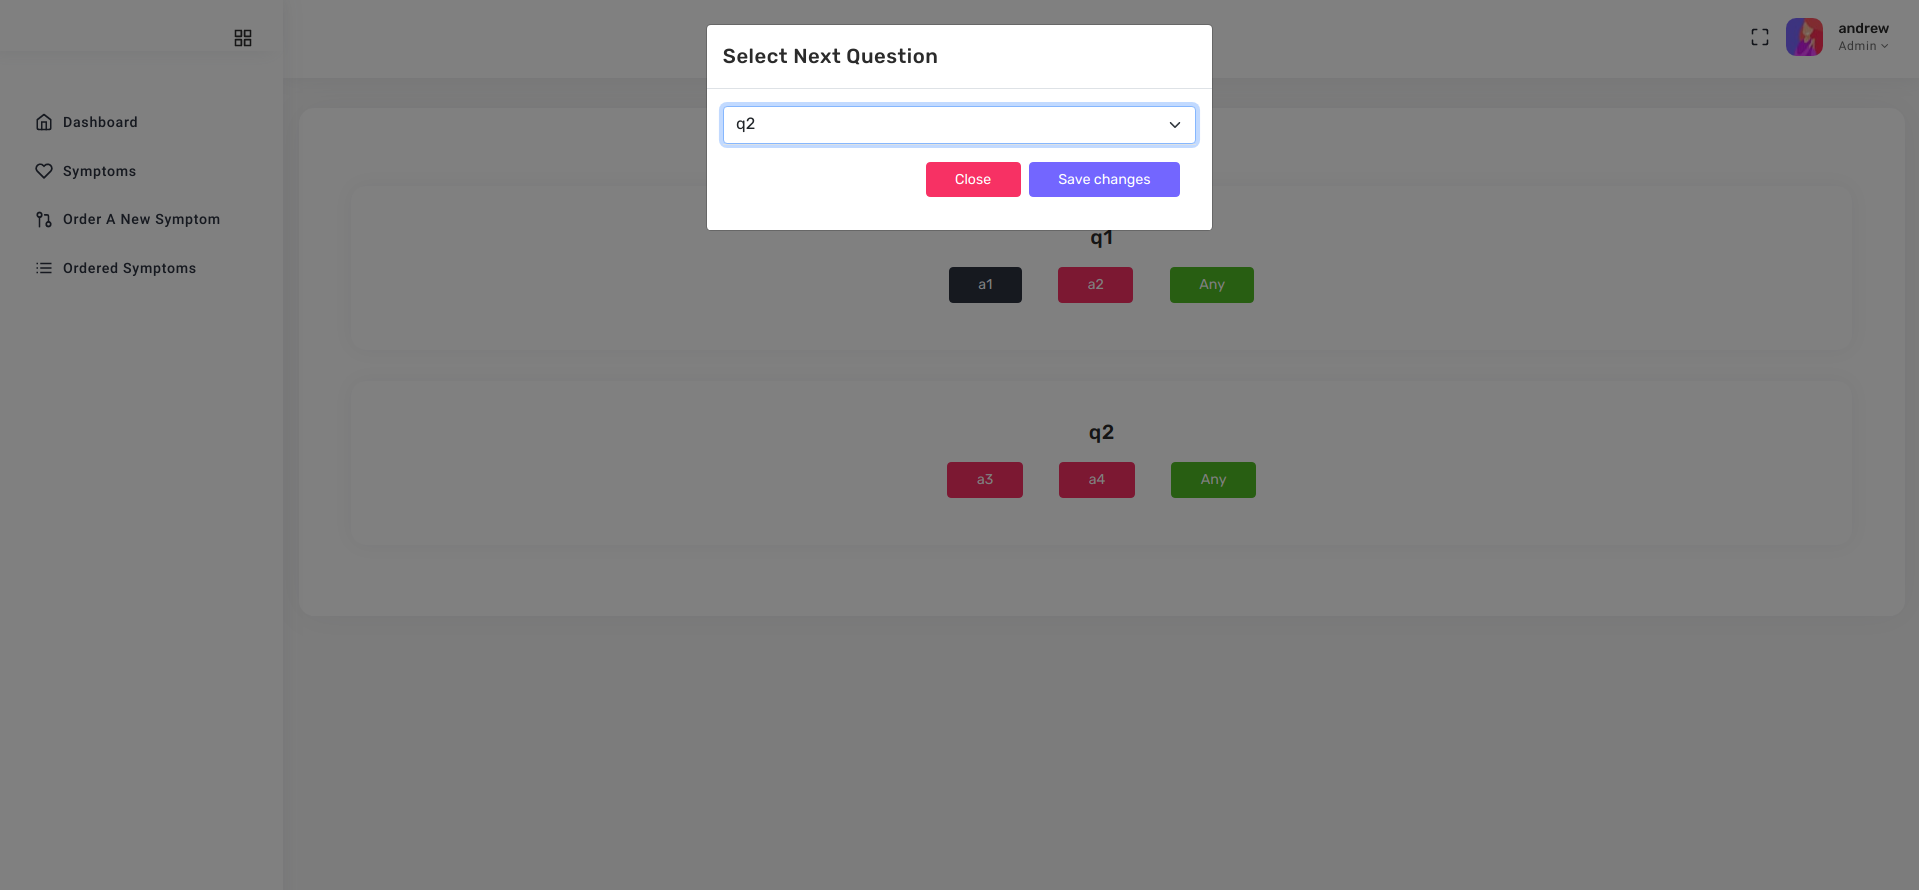 Select Next Question
q2
Close
Save changes
andrew
Admin
Dashboard
Symptoms
Order A New Symptom
Ordered Symptoms
q1
a1
a2
Any
q2
a3
a4
Any